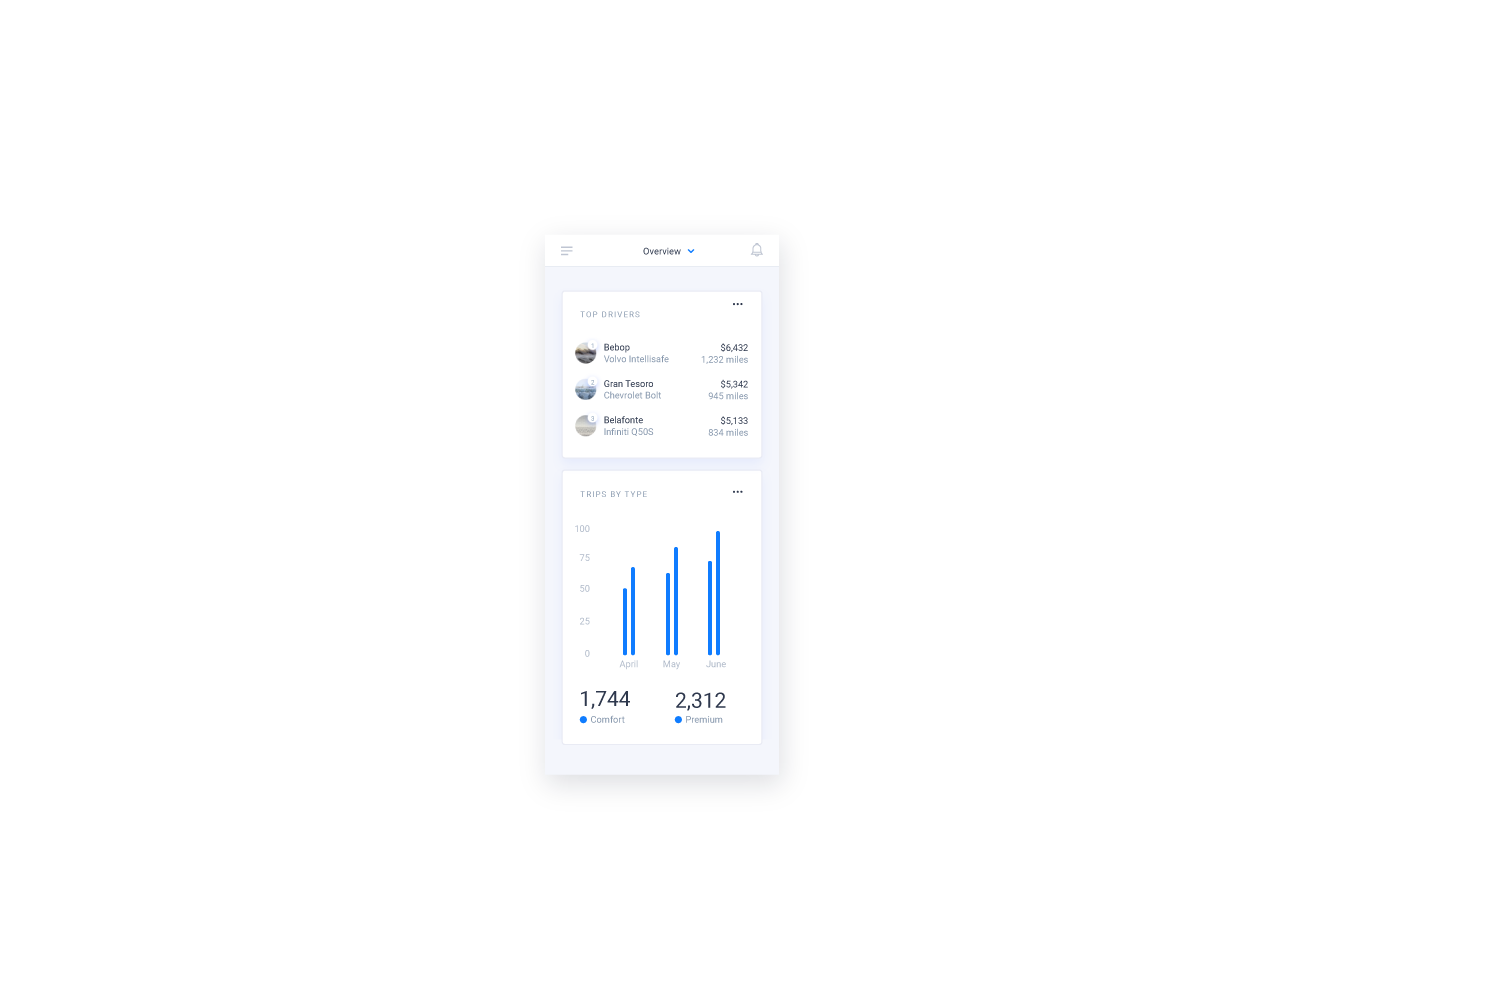 Overview
TOP DRIVERS
1
Bebop $6,432
Volvo Intellisafe 1,232 miles
2
Gran Tesoro $5,342
Chevrolet Bolt 945 miles
3
Belafonte $5,133
Infiniti Q50S 834 miles
TRIPS BY TYPE
100
75
50
25
0
April May June
1,744 2,312
Comfort Premium